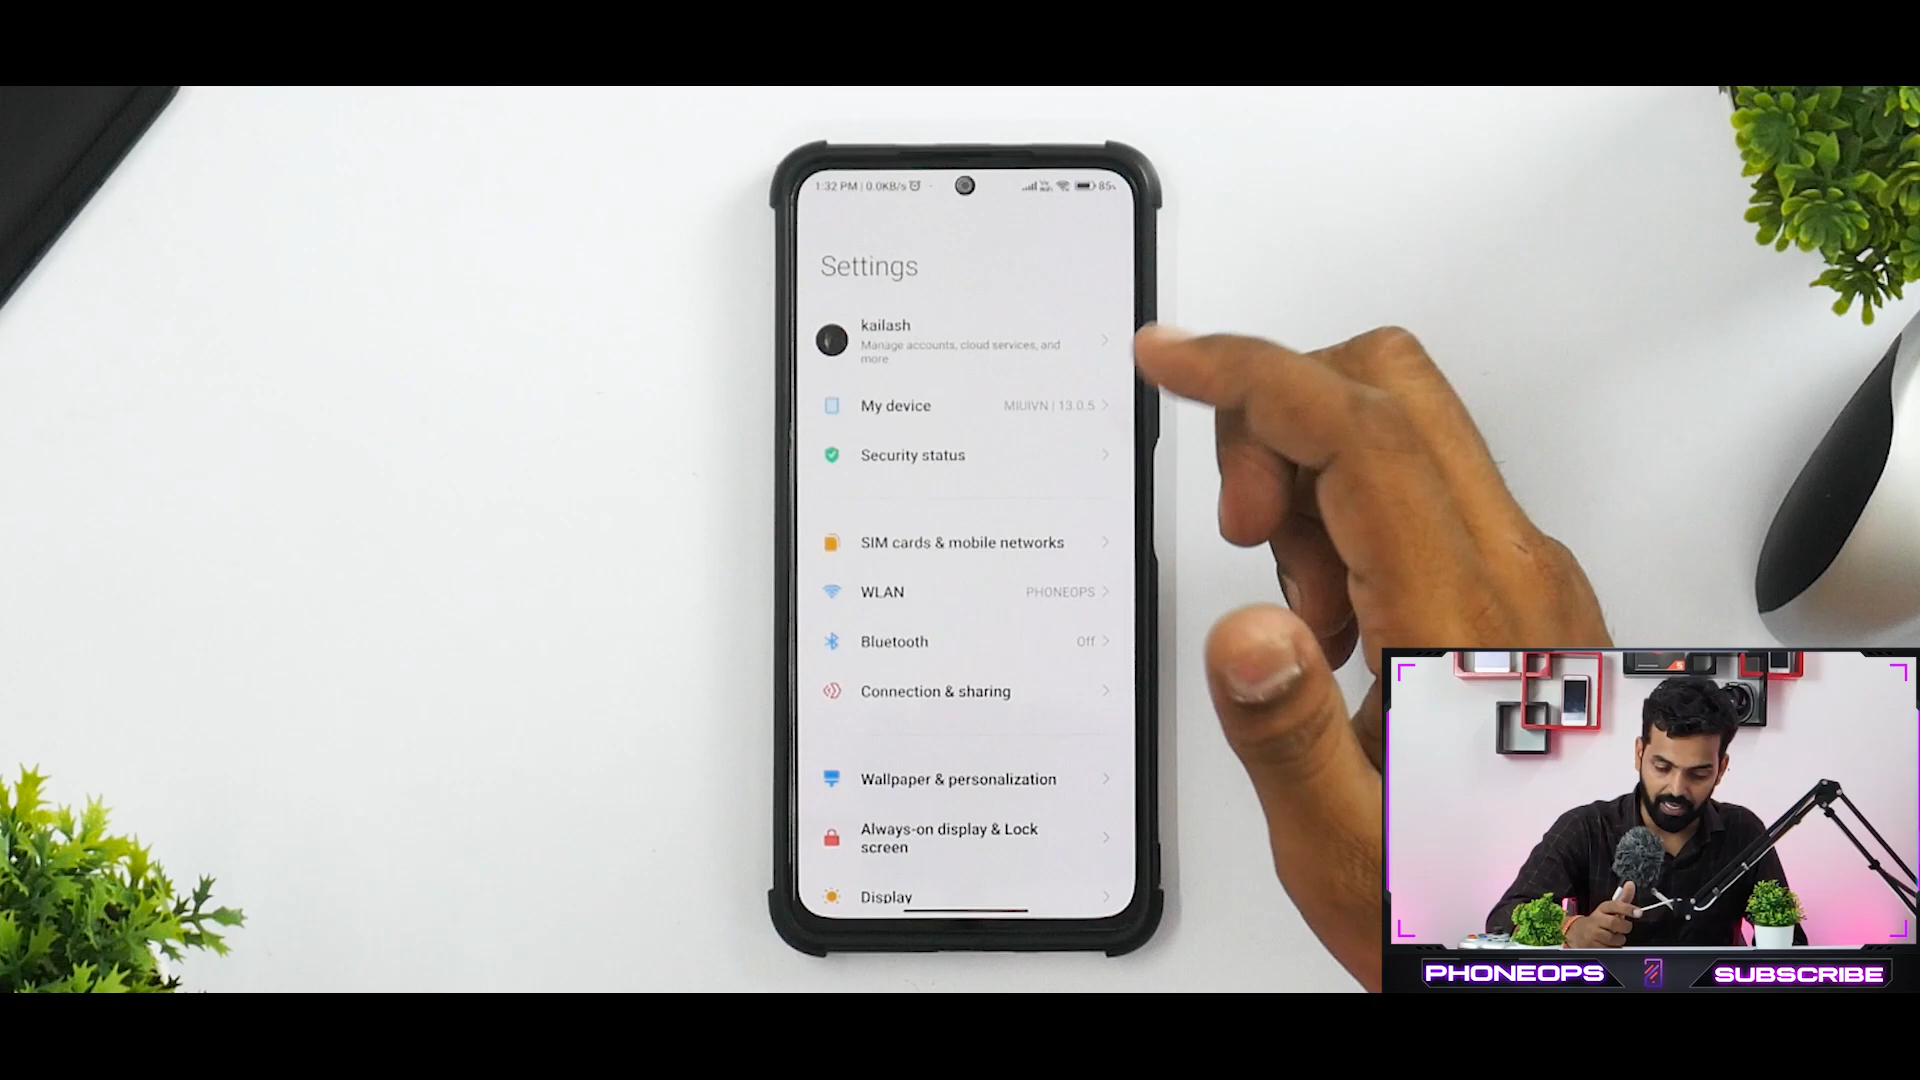 1:32 PM | 0.0KB/s
85%
Settings
kailash
Manage accounts, cloud services, and
more
My device
MIUIVN | 13.0.5
Security status
SIM cards & mobile networks
WLAN
PHONEOPS
Bluetooth
Off
Connection & sharing
Wallpaper & personalization
Always-on display & Lock
screen
Display
PHONEOPS
SUBSCRIBE